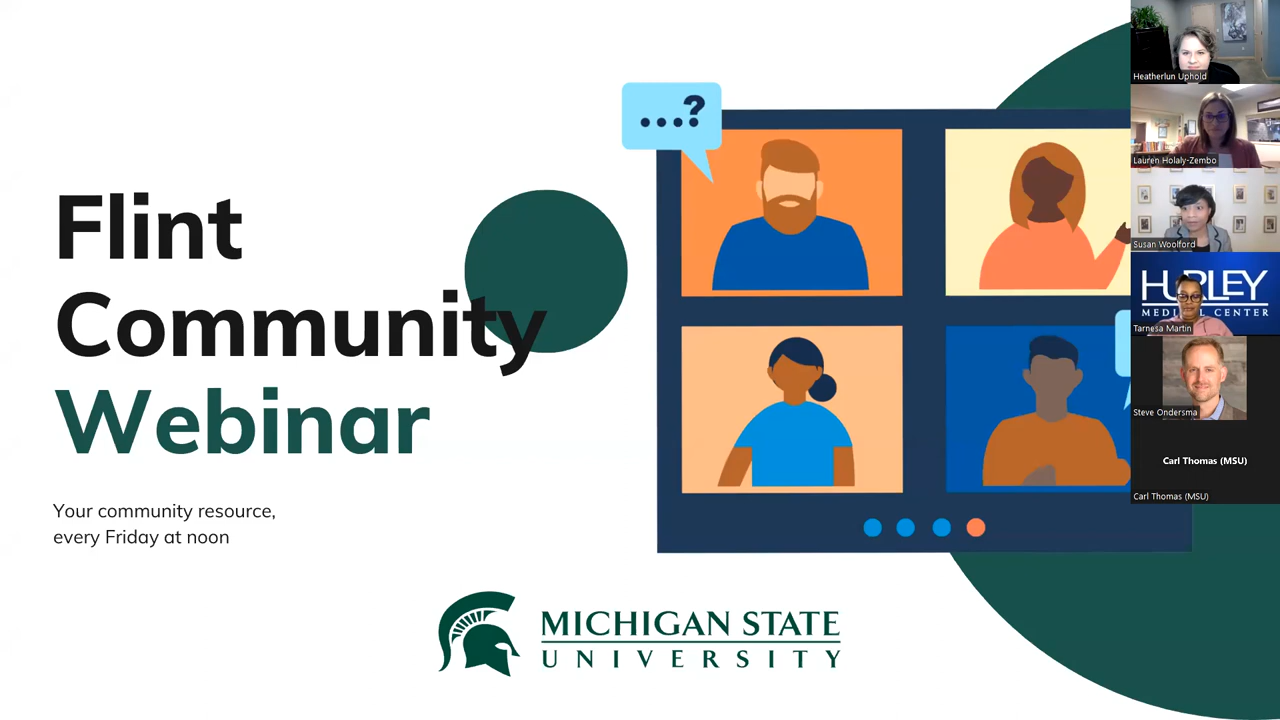 Flint
Community
Webinar
Your community resource,
every Friday at noon
MICHIGAN STATE
UNIVERSITY
...?
Heatherlun Uphold
Lauren Holaly-Zembo
Susan Woolford
HURLEY
MEDICAL CENTER
Tarnesa Martin
Steve Ondersma
Carl Thomas (MSU)
Carl Thomas (MSU)